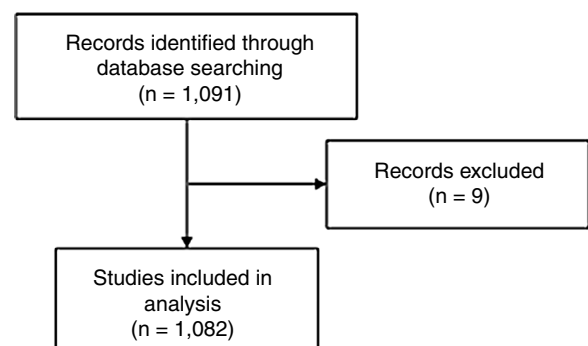 Records identified through
database searching
(n = 1,091)
Records excluded
(n = 9)
Studies included in
analysis
(n = 1,082)